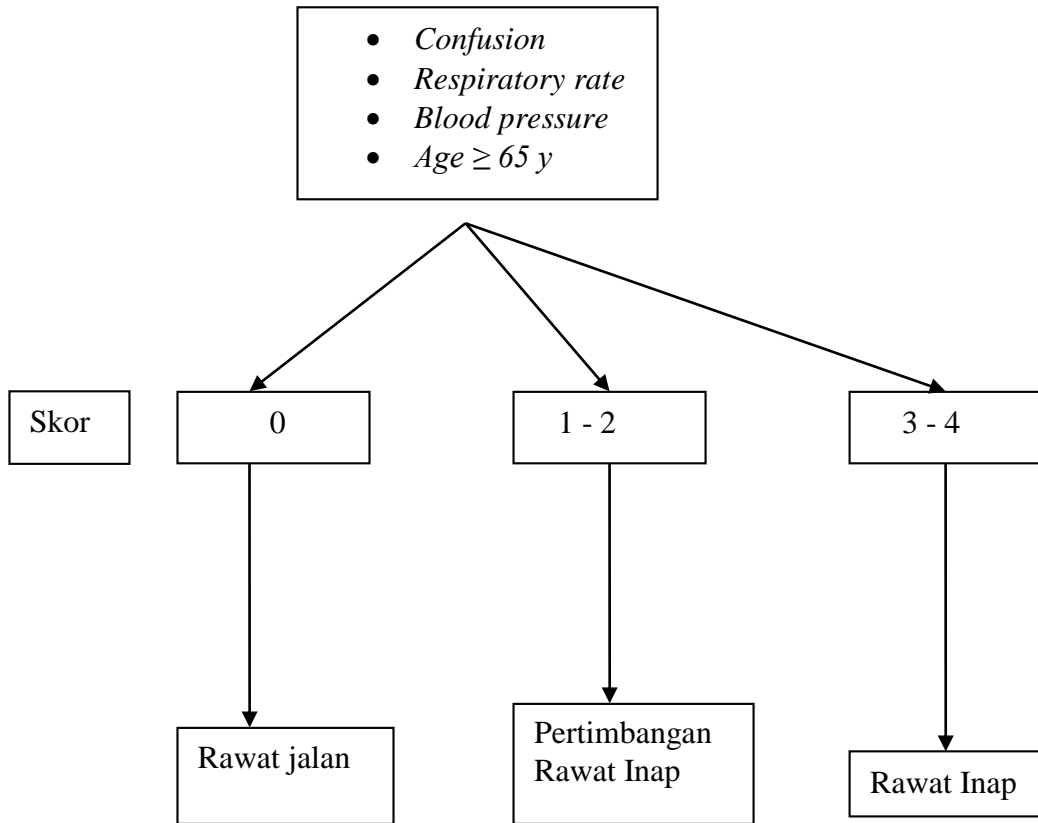 • Confusion
• Respiratory rate
• Blood pressure
• Age ≥ 65 y
Skor
0
1 - 2
3 - 4
Rawat jalan
Pertimbangan
Rawat Inap
Rawat Inap